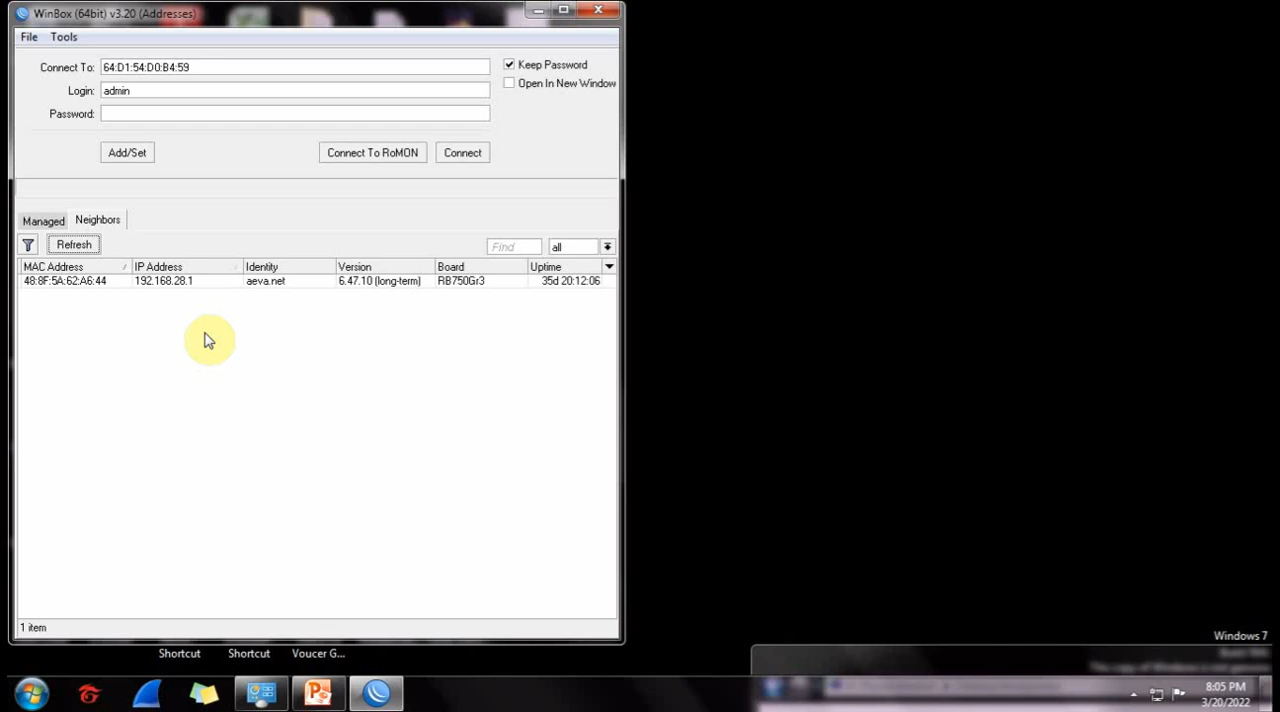 WinBox (64bit) v3.20 (Addresses)
File Tools
Connect To: 64:D1:54:D0:B4:59
Keep Password
Login: admin
Open In New Window
Password:
Add/Set Connect To RoMON Connect
Managed Neighbors
Refresh Find all
MAC Address IP Address Identity Version Board Uptime
48:8F:5A:62:A6:44 192.168.28.1 aeva.net 6.47.10 (long-term) RB750Gr3 35d 20:12:06
1 item
Shortcut Shortcut Voucer G...
Windows 7
8:05 PM
3/20/2022